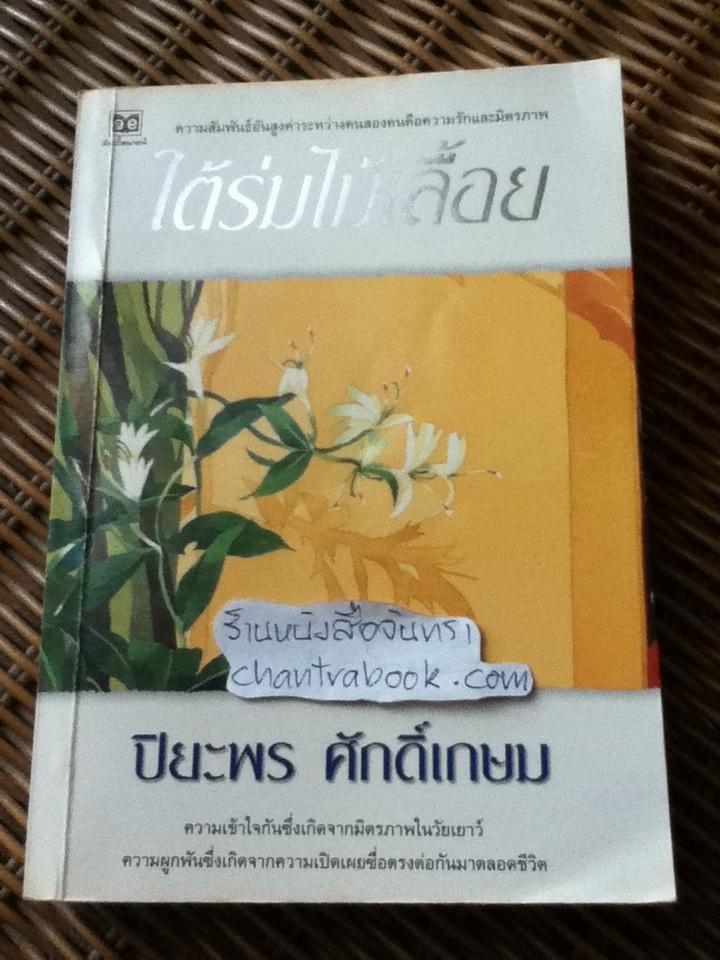 ความสัมพันธ์อันสูงค่าระหว่างคนสองคนคือความรักและมิตรภาพ
ใต้ร่มไม้เลื้อย
ร้านหนังสือจันทรา
chantrabook.com
ปิยะพร ศักดิ์เกษม
ความเข้าใจกันซึ่งเกิดจากมิตรภาพในวัยเยาว์
ความผูกพันซึ่งเกิดจากความเปิดเผยซื่อตรงต่อกันมาตลอดชีวิต